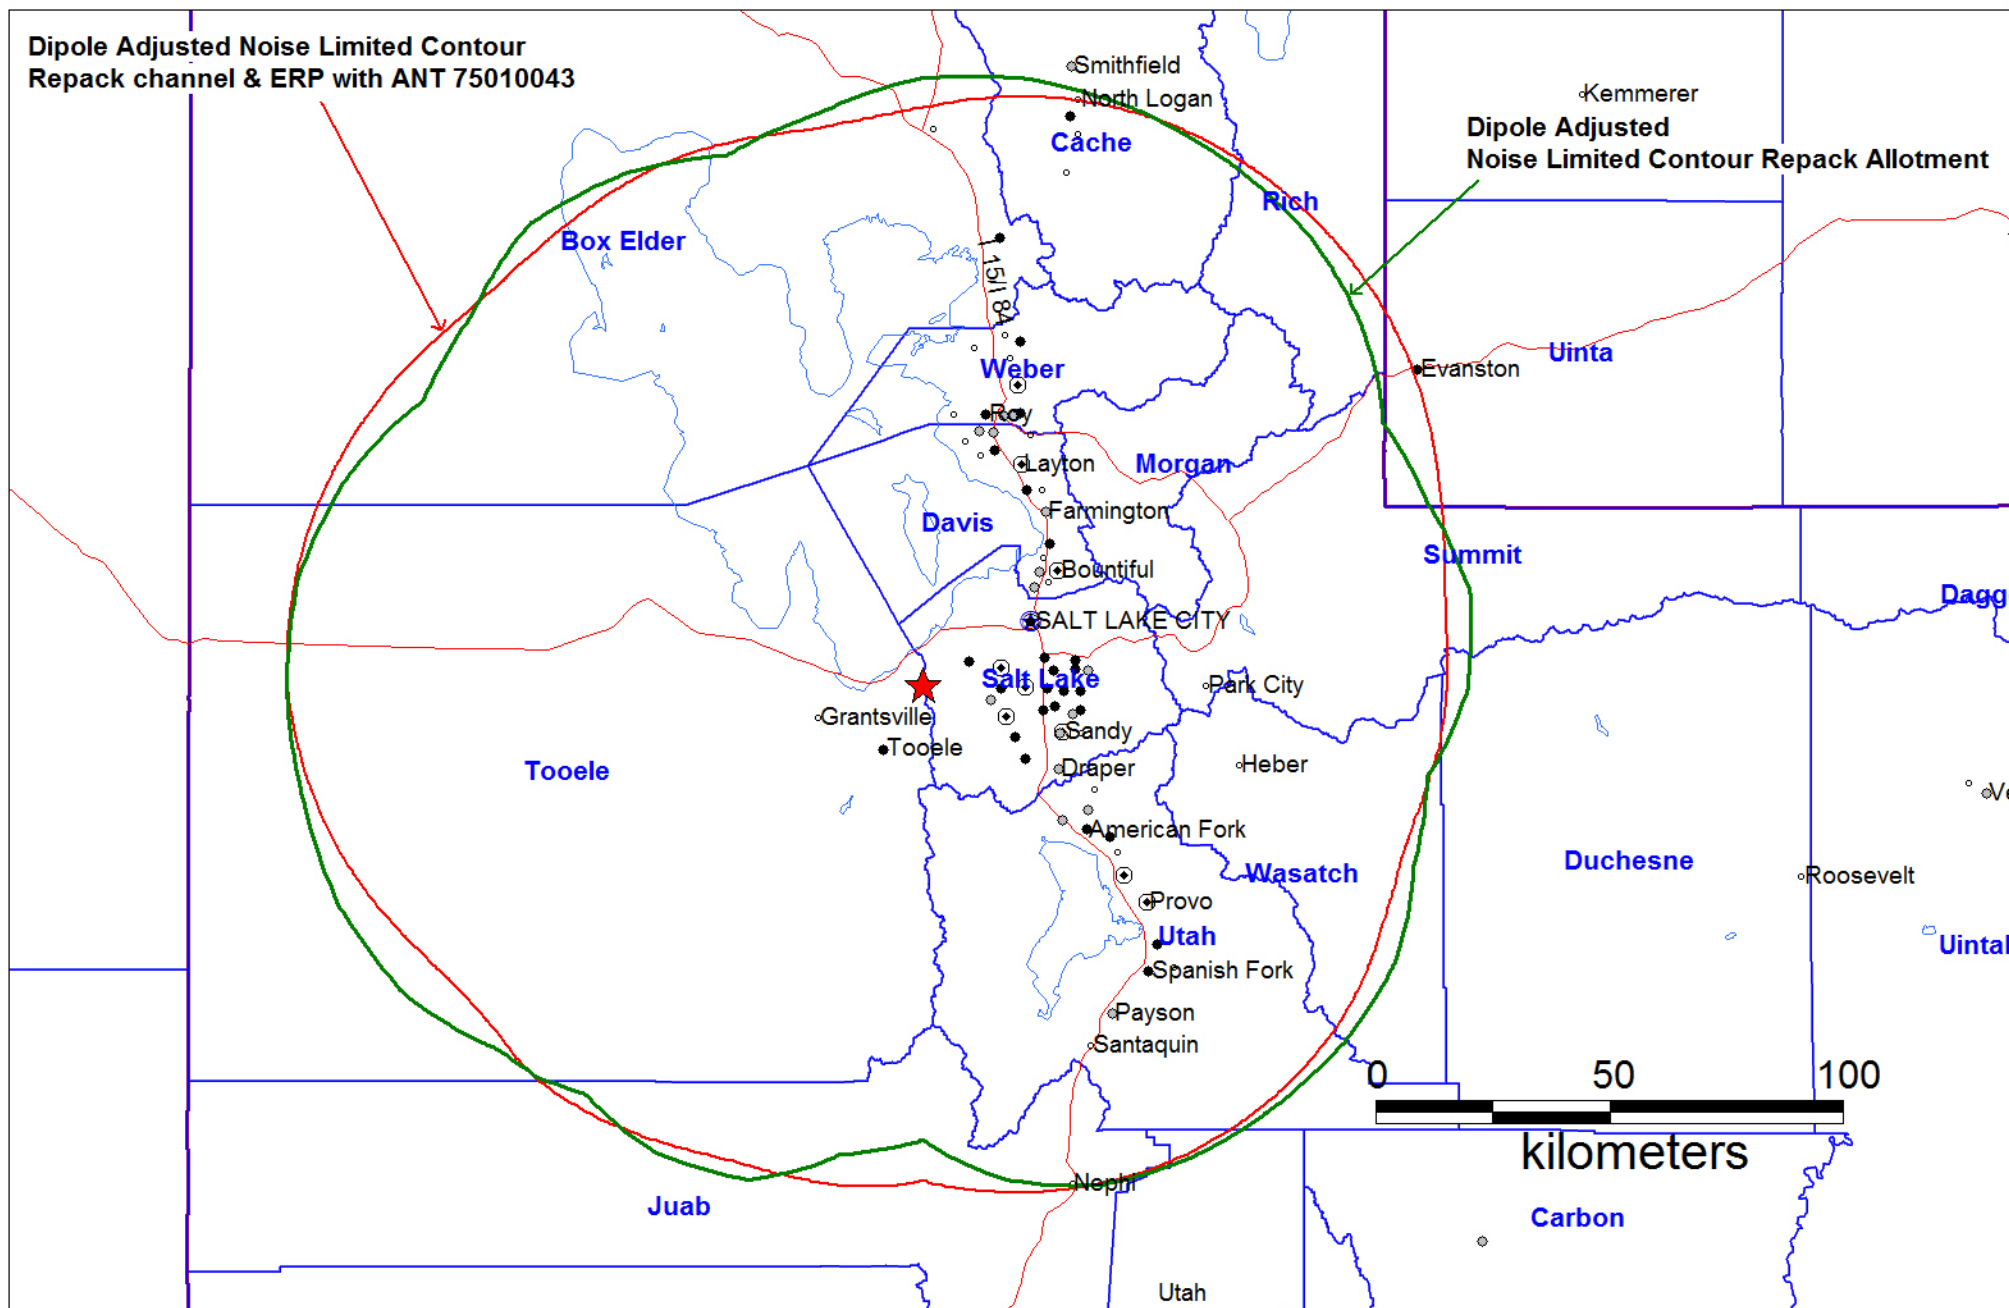 Dipole Adjusted Noise Limited Contour
Repack channel & ERP with ANT 75010043
Smithfield
North Logan
Cache
Kemmerer
Dipole Adjusted
Noise Limited Contour Repack Allotment
Rich
Box Elder
I 15/I 84
Uinta
Weber
Evanston
Roy
Layton
Morgan
Farmington
Davis
Summit
Bountiful
Dagg
SALT LAKE CITY
Salt Lake
Park City
Grantsville
Sandy
Tooele
Tooele
Draper
Heber
Ve
American Fork
Duchesne
Wasatch
Roosevelt
Provo
Utah
Uintah
Spanish Fork
Payson
Santaquin
0 50 100
kilometers
Nephi
Juab
Carbon
Utah